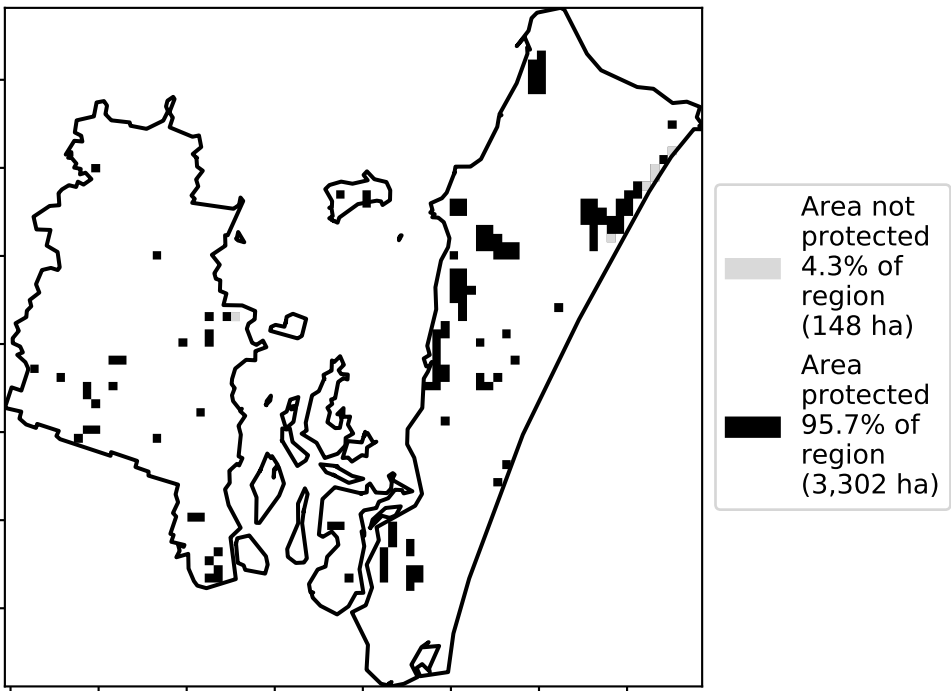 Area not
protected
4.3% of
region
(148 ha)
Area
protected
95.7% of
region
(3,302 ha)